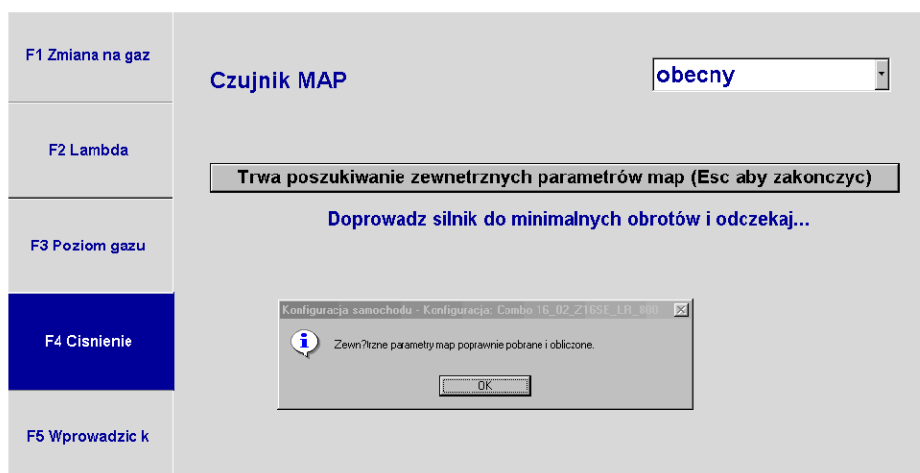 F1 Zmiana na gaz
Czujnik MAP
obecny
F2 Lambda
Trwa poszukiwanie zewnetrznych parametrów map (Esc aby zakonczyc)
Doprowadz silnik do minimalnych obrotów i odczekaj...
F3 Poziom gazu
Konfiguracja samochodu - Konfiguracja: Combo 16_02_Z16SE_LR_000
F4 Cisnienie
Zewn?trzne parametry map poprawnie pobrane i obliczone.
OK
F5 Wprowadzic k